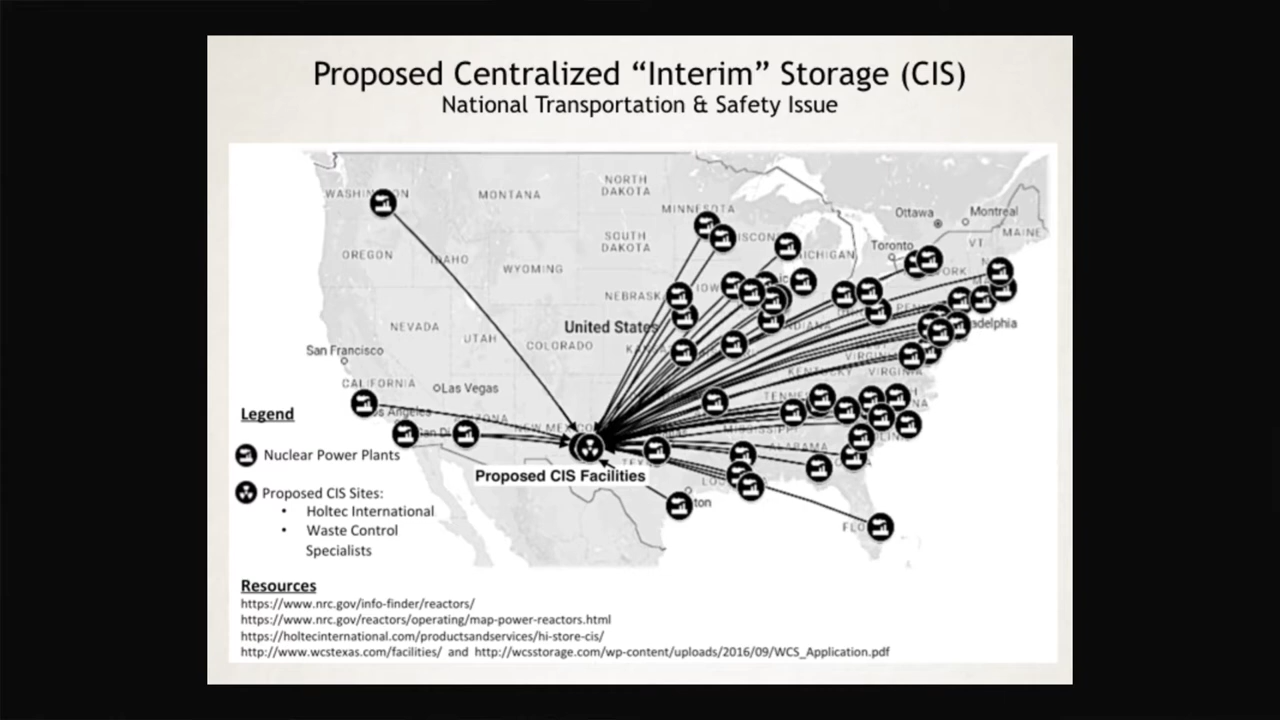 Proposed Centralized “Interim” Storage (CIS)
National Transportation & Safety Issue
NORTH
DAKOTA
MONTANA
MINNESOTA
Ottawa
Montreal
MAINE
VT
SOUTH
DAKOTA
Toronto
OREGON
WYOMING
United States
NEVADA
UTAH
COLORADO
San Francisco
CALIFORNIA
Las Vegas
VIRGINIA
Legend
Nuclear Power Plants
Proposed CIS Facilities
Proposed CIS Sites:
• Holtec International
• Waste Control
Specialists
Resources
https://www.nrc.gov/info-finder/reactors/
https://www.nrc.gov/reactors/operating/map-power-reactors.html
https://holtecinternational.com/productsandservices/hi-store-cis/
http://www.wcstexas.com/facilities/ and http://wcsstorage.com/wp-content/uploads/2016/09/WCS_Application.pdf